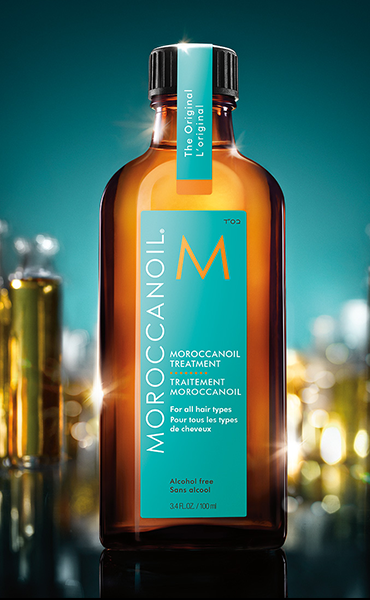 The Original
L'original
MOROCCANOIL®
M
MOROCCANOIL
TREATMENT
TRAITEMENT
MOROCCANOIL
For all hair types
Pour tous les types
de cheveux
Alcohol free
Sans alcool
3.4 FL.OZ. / 100 ml